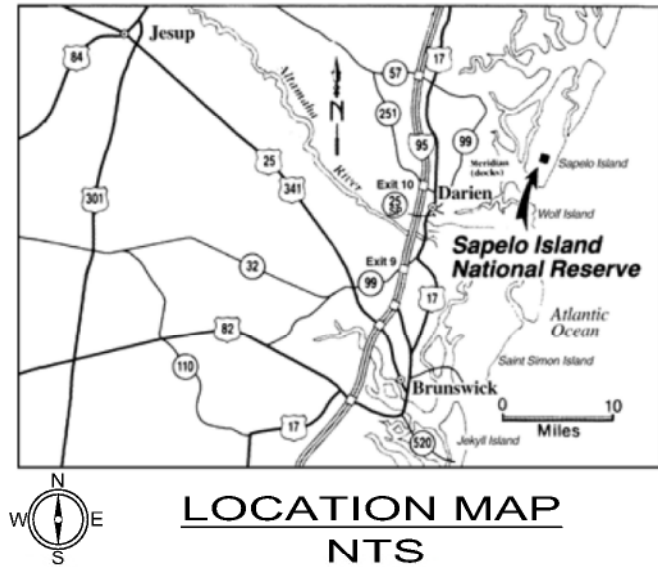 Jesup
84
57
17
Altamaha
River
N
251
95
99
Meridian
(docks)
Sapelo Island
25
341
Exit 10
Darien
Wolf Island
301
Sapelo Island
National Reserve
Exit 9
32
99
17
82
Atlantic
Ocean
110
Saint Simon Island
Brunswick
0 10
Miles
17
520
Jekyll Island
N
W E
S
LOCATION MAP
NTS